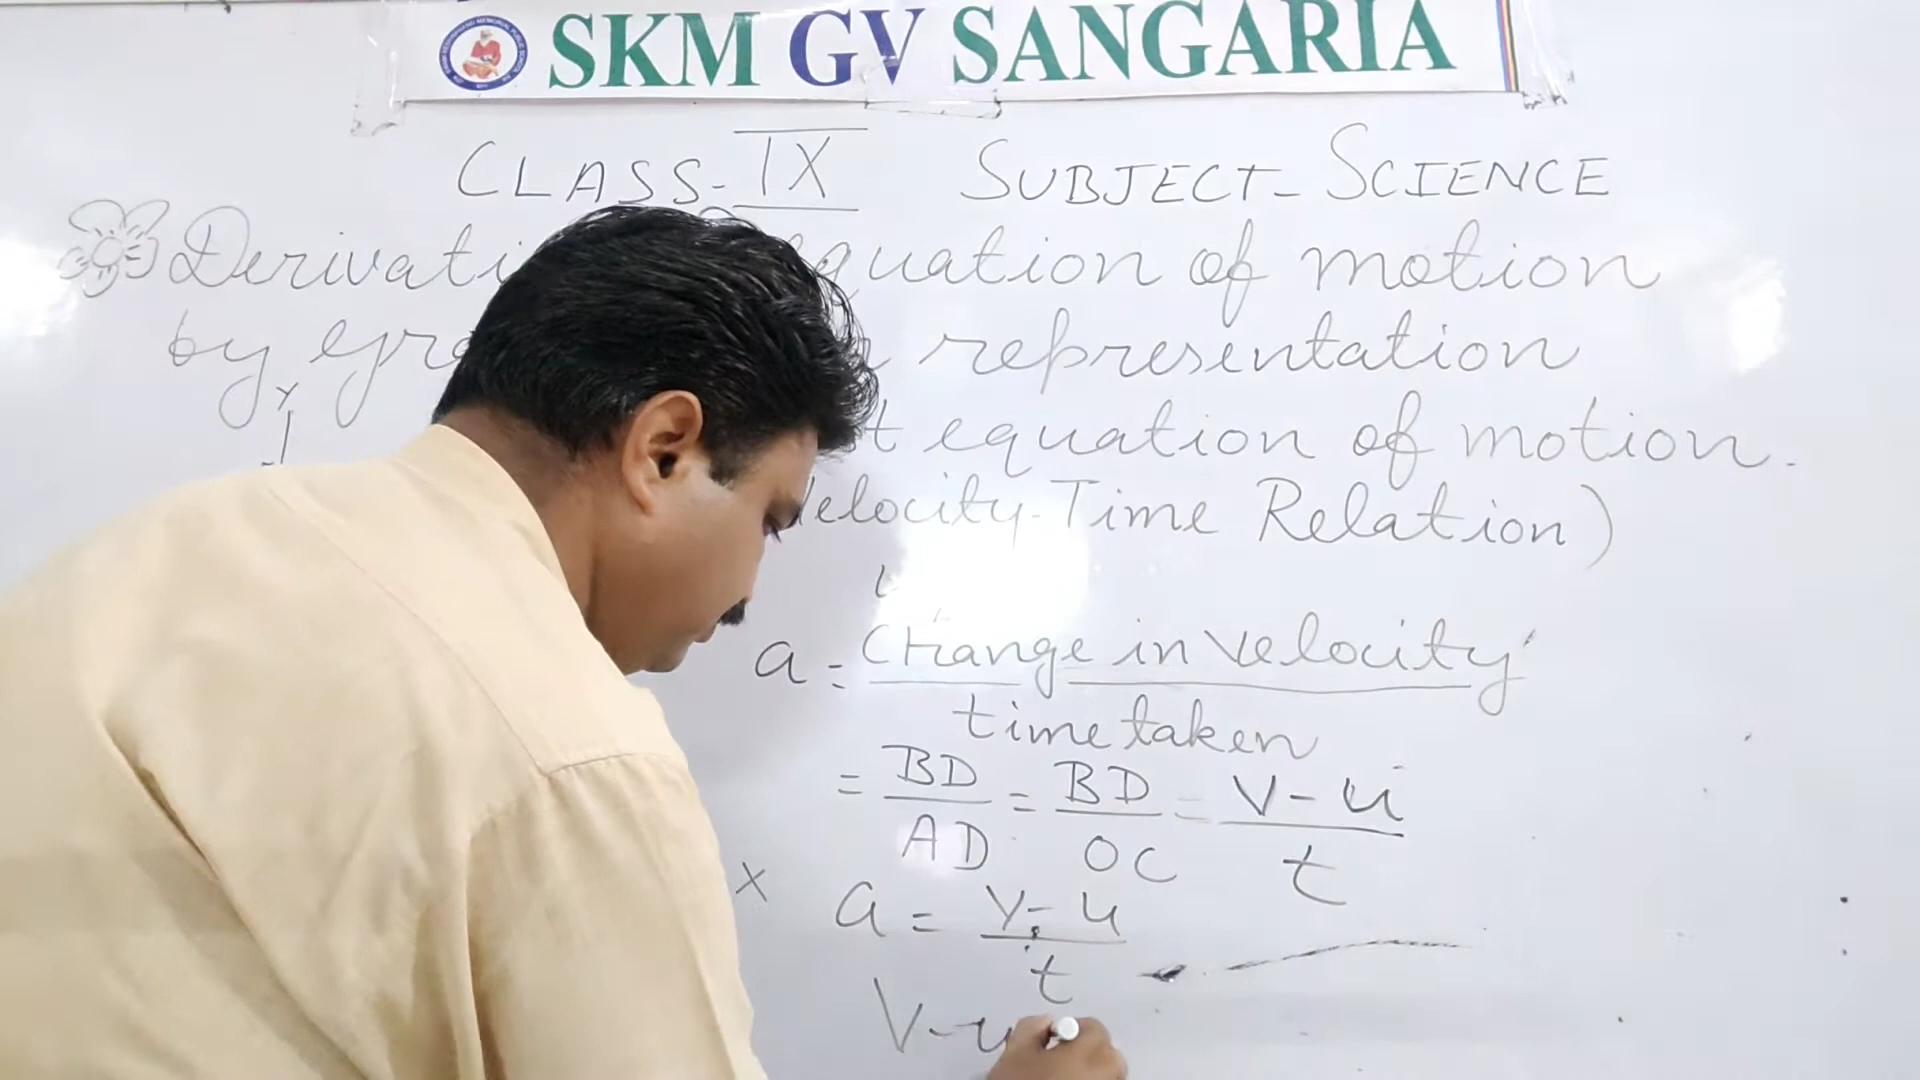 SKM GV SANGARIA
CLASS-IX SUBJECT-SCIENCE
equation of motion
by representation
equation of motion.
Velocity-Time Relation)
Y
a = Change in velocity
time taken
= BD = BD = V-u
AD OC t
X
a = V-u
t
V-u